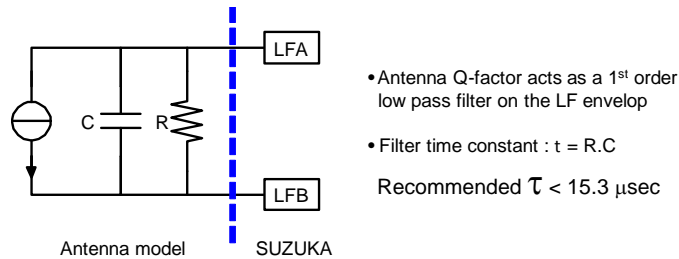 LFA
C
R
LFB
Antenna model
SUZUKA
•Antenna Q-factor acts as a 1st order
low pass filter on the LF envelop
•Filter time constant : t = R.C
Recommended τ < 15.3 μsec